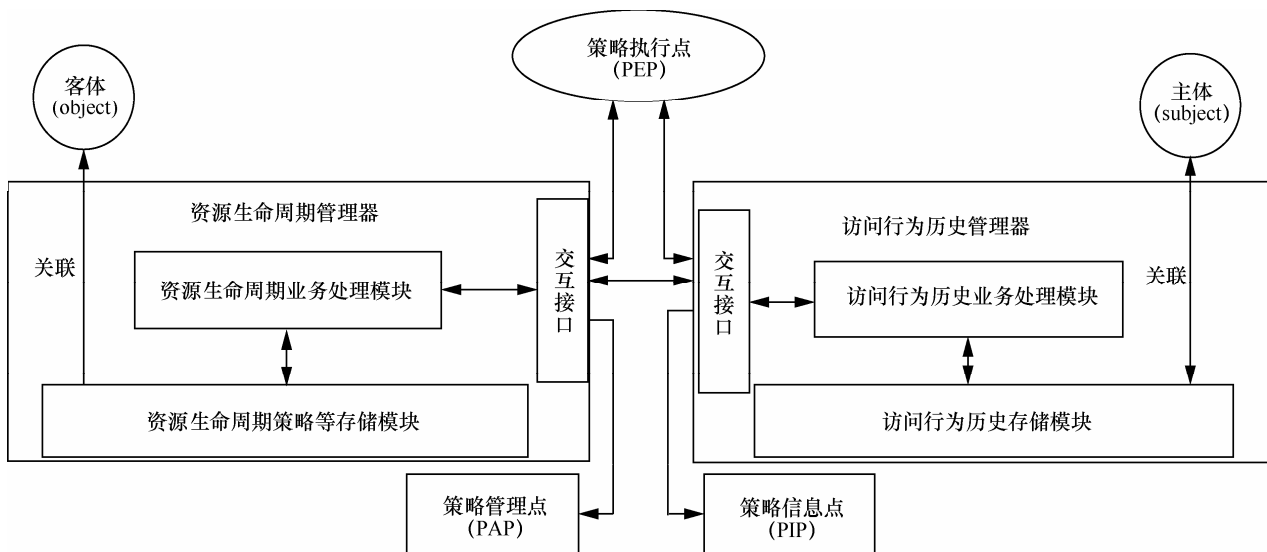 策略执行点
(PEP)
客体
(object)
主体
(subject)
资源生命周期管理器
关联
资源生命周期业务处理模块
交互接口
资源生命周期策略等存储模块
访问行为历史管理器
交互接口
访问行为历史业务处理模块
关联
访问行为历史存储模块
策略管理点
(PAP)
策略信息点
(PIP)